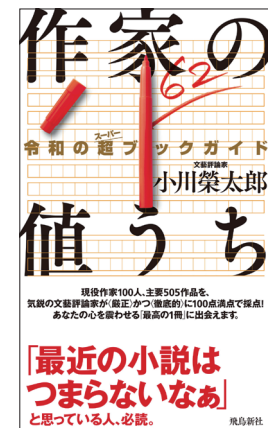 作家の
62
令和の超ブックガイド
スーパー
文藝評論家
小川榮太郎
値うち
現役作家100人、主要505作品を、
気鋭の文藝評論家が〈厳正〉かつ〈徹底的〉に100点満点で採点!
あなたの心を震わせる「最高の1冊」に出会えます。
「最近の小説は
つまらないなぁ」
と思っている人、必読。
飛鳥新社